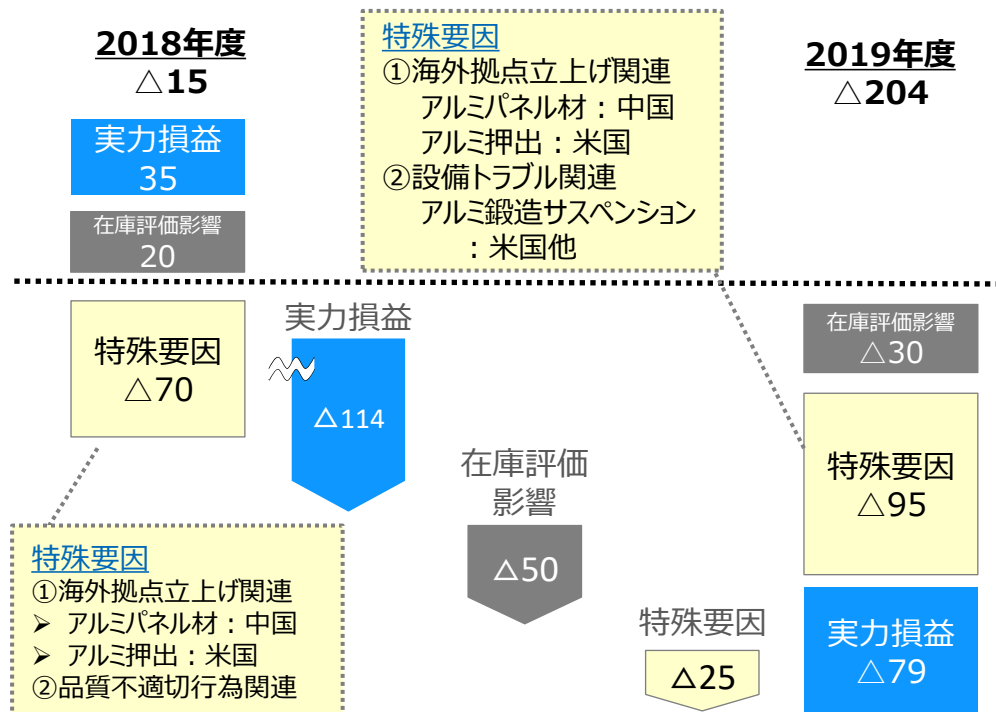 2018年度
△15
実力損益
35
在庫評価影響
20
特殊要因
△70
特殊要因
①海外拠点立上げ関連
➢ アルミパネル材：中国
➢ アルミ押出：米国
②品質不適切行為関連
実力損益
△114
在庫評価
影響
△50
特殊要因
△25
特殊要因
①海外拠点立上げ関連
アルミパネル材：中国
アルミ押出：米国
②設備トラブル関連
アルミ鍛造サスペンション
：米国他
2019年度
△204
在庫評価影響
△30
特殊要因
△95
実力損益
△79